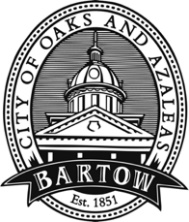 CITY OF OAKS AND AZALEAS
BARTOW
Est. 1851